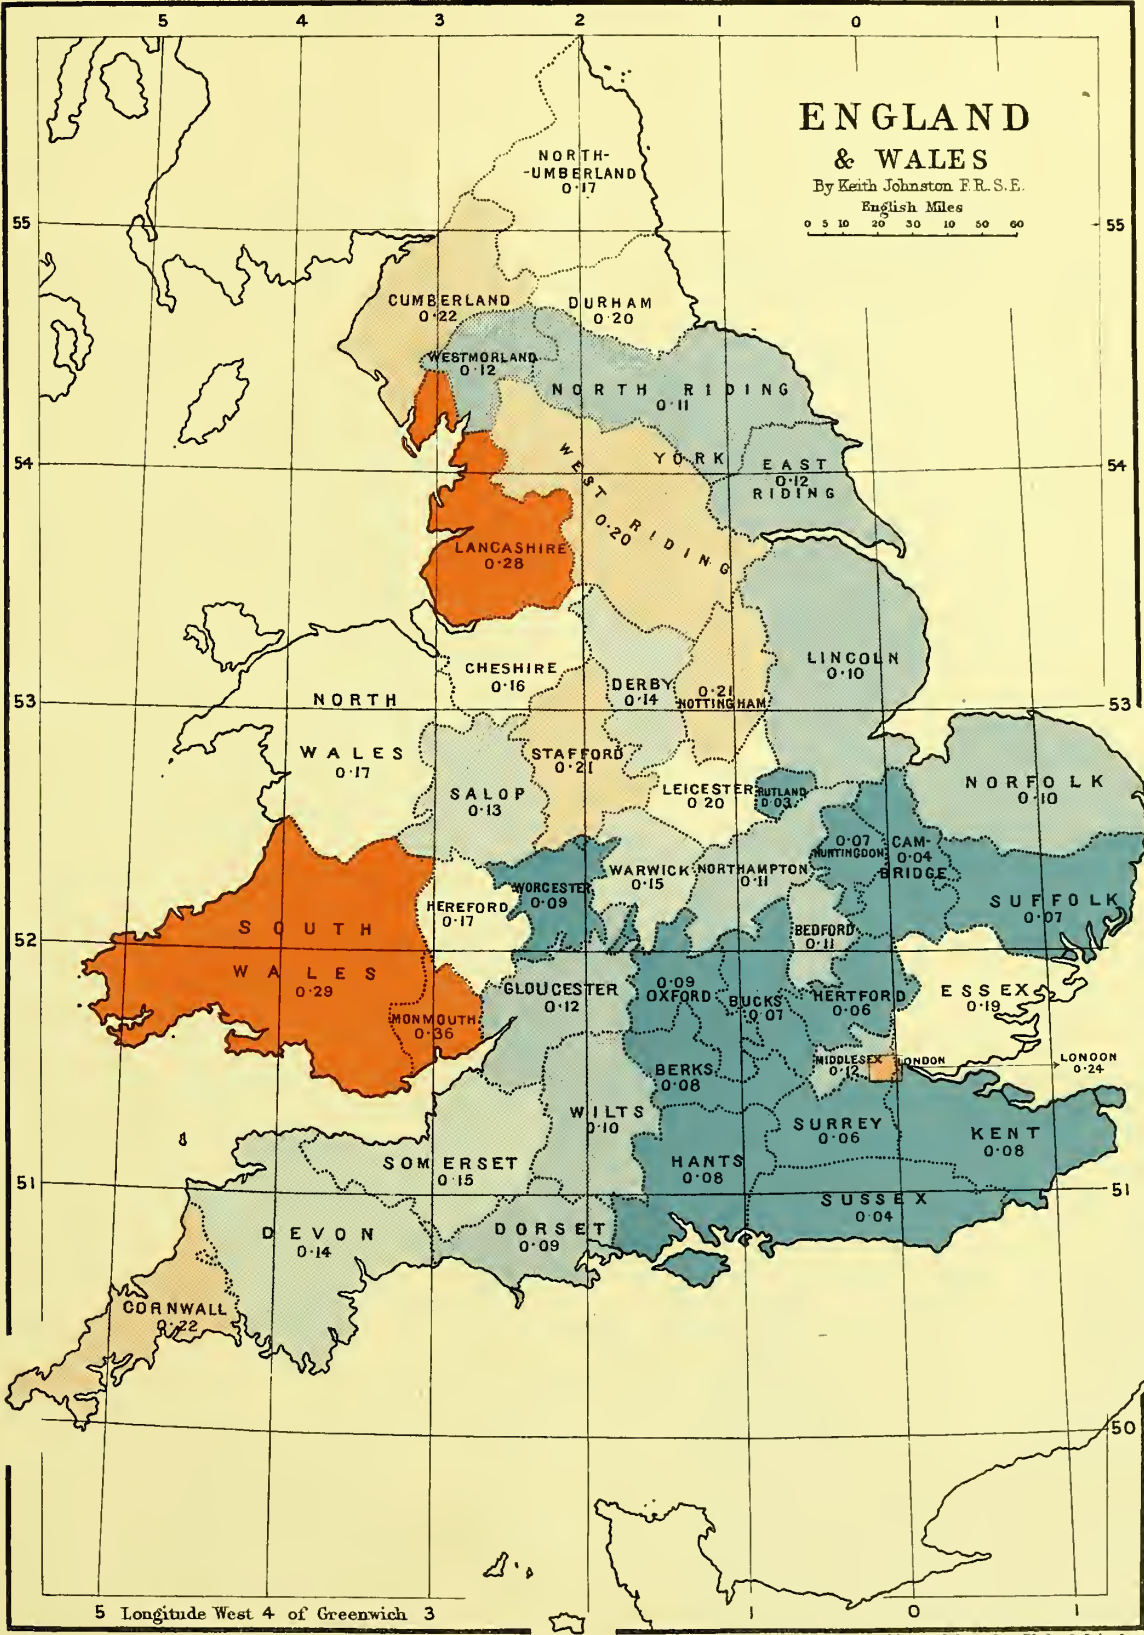 5 4 3 2 1 0 1
ENGLAND
& WALES
By Keith Johnston F.R.S.E.
English Miles
0 5 10 20 30 10 50 60
NORTH-
-UMBERLAND
0·17
55 55
CUMBERLAND
0·22
DURHAM
0·20
WESTMORLAND
0·12
NORTH RIDING
0·11
YORK
EAST
0·12
RIDING
54 54
WEST RIDING
0·20
LANCASHIRE
0·28
LINCOLN
0·10
CHESHIRE
0·16
DERBY
0·14
0·21
NOTTINGHAM
53 53
NORTH
WALES
0·17
STAFFORD
0·21
SALOP
0·13
LEICESTER
0·20
RUTLAND
0·03
NORFOLK
0·10
0·07
HUNTINGDON
CAM-
0·04
BRIDGE
WARWICK
0·15
NORTHAMPTON
0·11
WORCESTER
0·09
HEREFORD
0·17
SUFFOLK
0·07
BEDFORD
0·11
52 52
SOUTH
WALES
0·29
MONMOUTH
0·36
GLOUCESTER
0·12
0·09
OXFORD
BUCKS
0·07
HERTFORD
0·06
ESSEX
0·19
MIDDLESEX
0·12
LONDON
LONDON
0·24
BERKS
0·08
WILTS
0·10
SURREY
0·06
KENT
0·08
SOMERSET
0·15
HANTS
0·08
51 51
SUSSEX
0·04
DEVON
0·14
DORSET
0·09
CORNWALL
0·22
50
5 Longitude West 4 of Greenwich 3 1 0 1